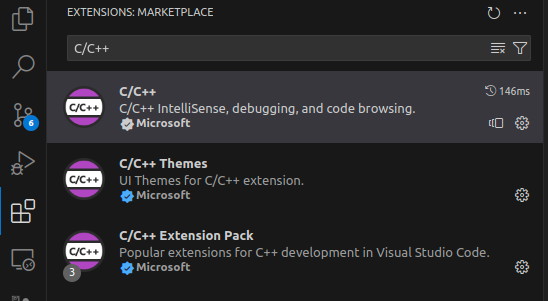 EXTENSIONS: MARKETPLACE
C/C++
C/C++
146ms
C/C++ IntelliSense, debugging, and code browsing.
Microsoft
C/C++
C/C++ Themes
UI Themes for C/C++ extension.
Microsoft
C/C++
C/C++ Extension Pack
Popular extensions for C++ development in Visual Studio Code.
Microsoft
C/C++
3
6